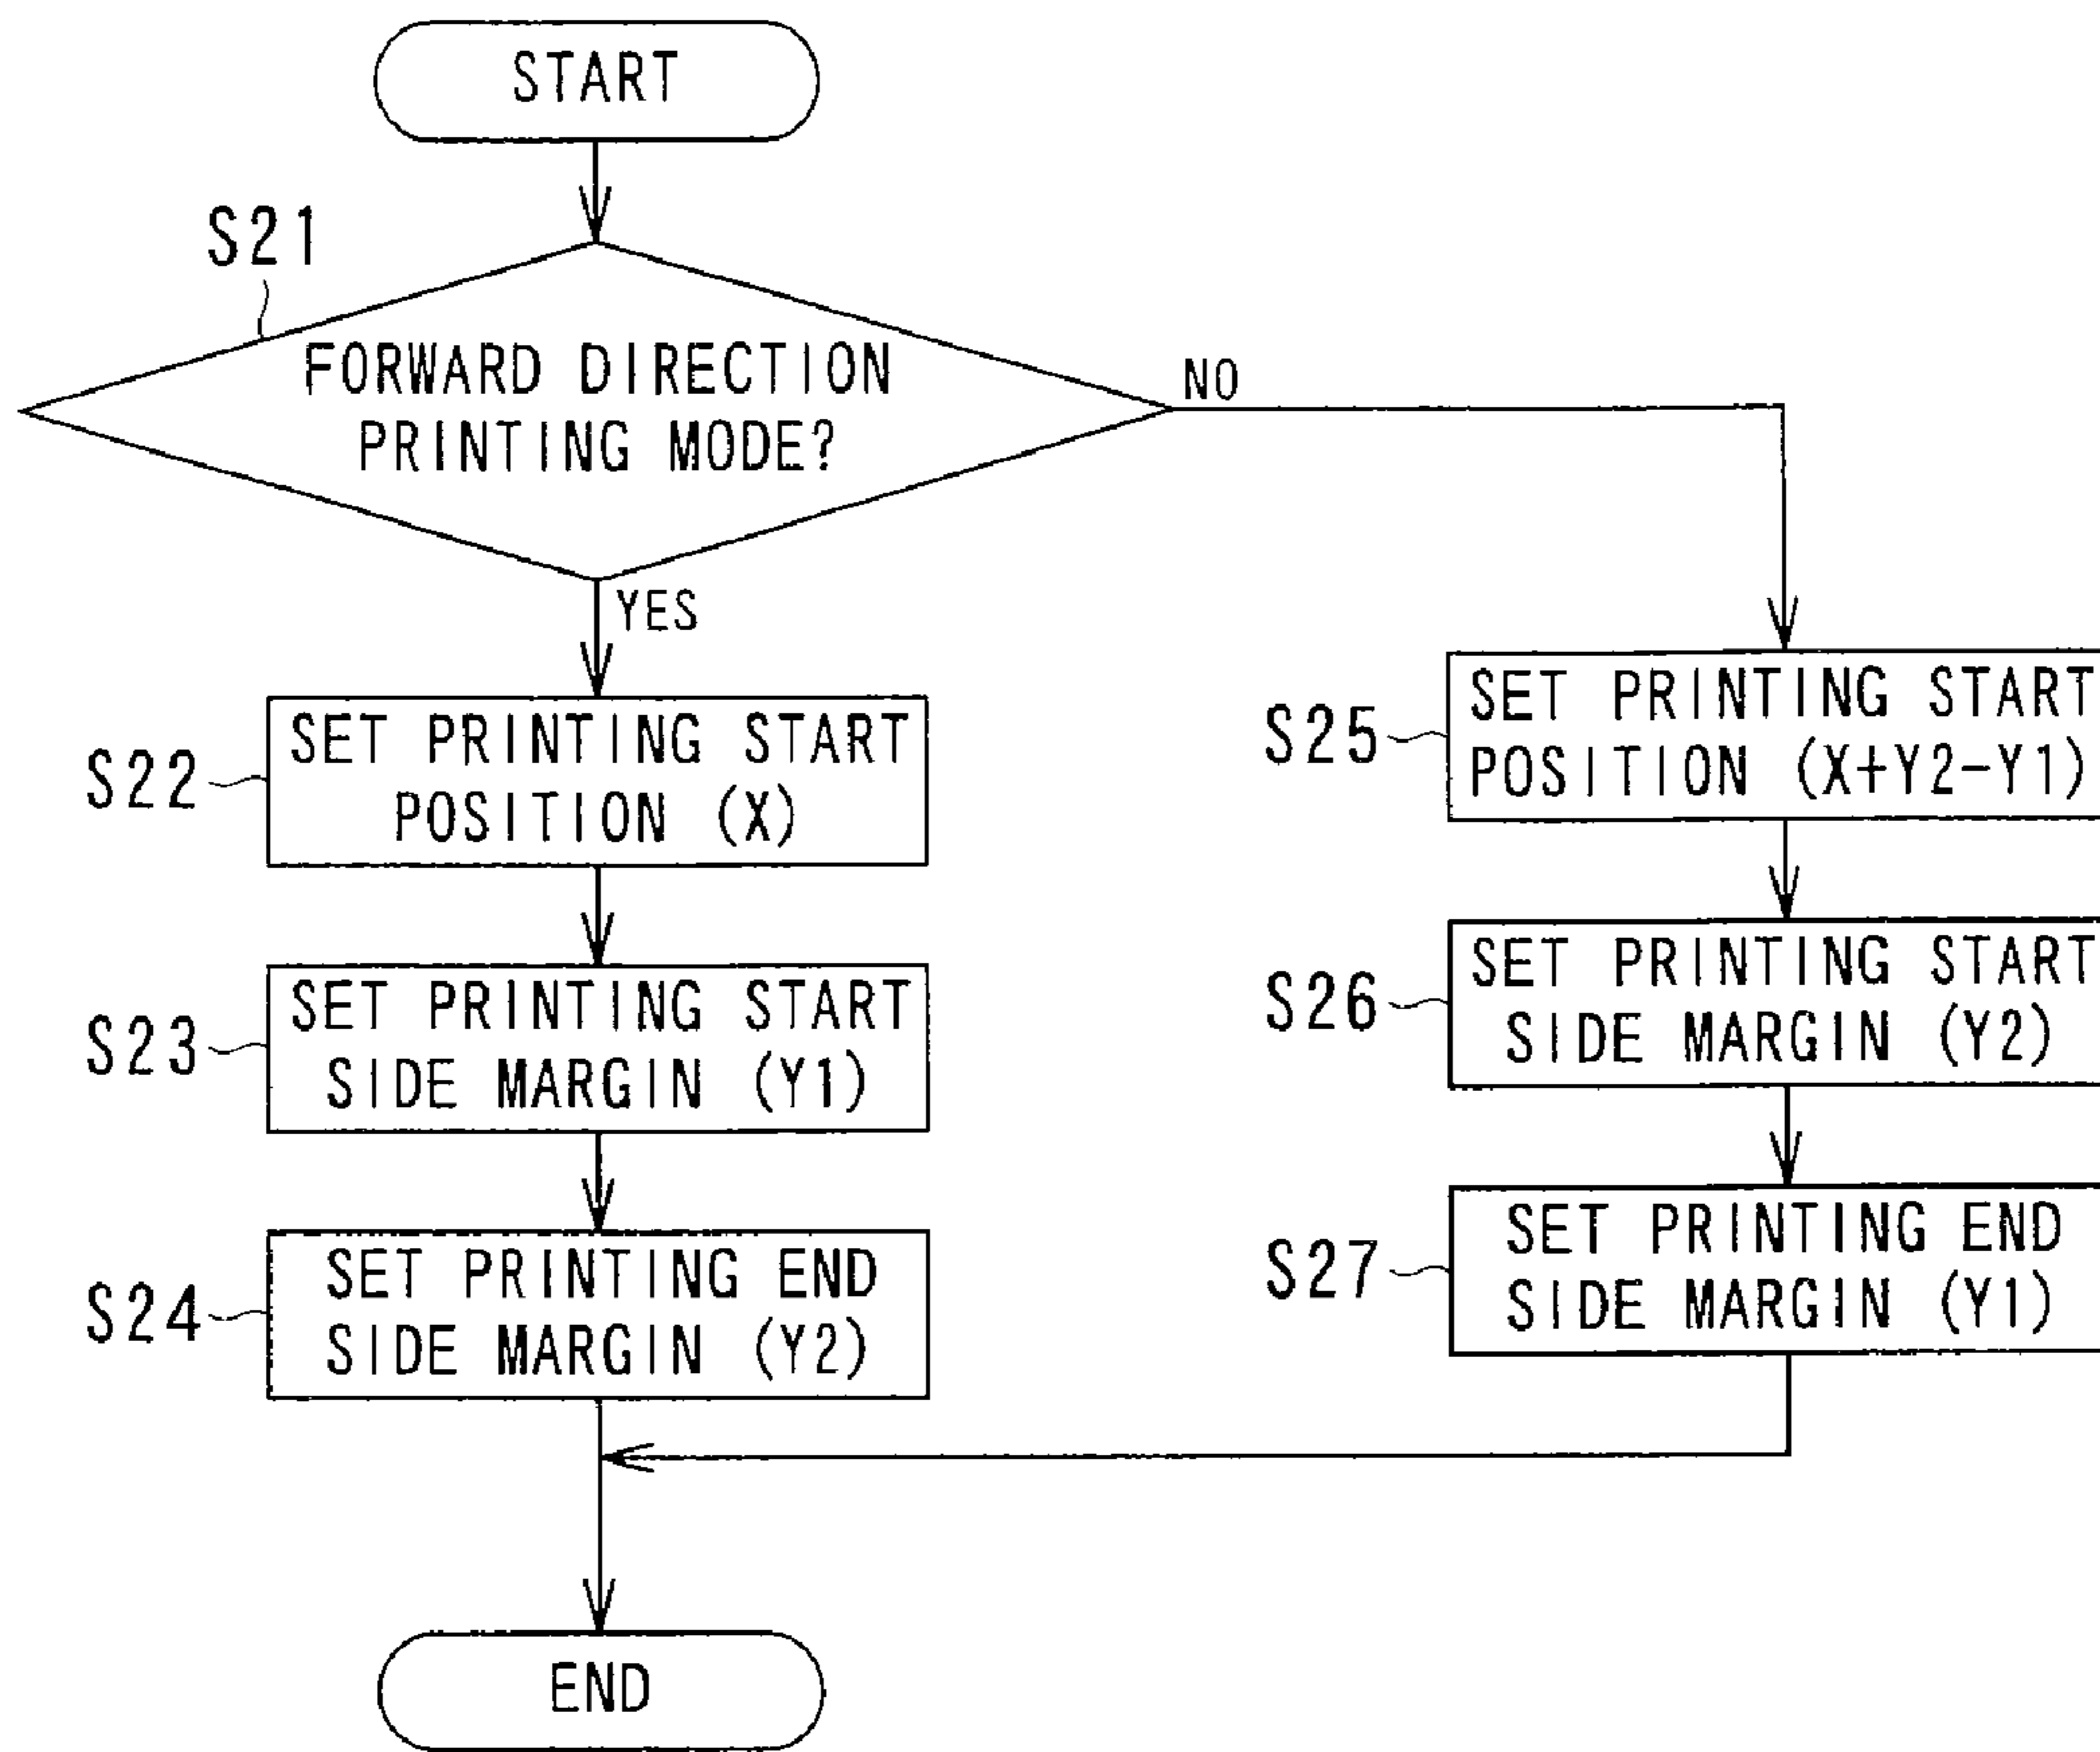 START
S21
FORWARD DIRECTION
PRINTING MODE?
NO
YES
S22
SET PRINTING START
POSITION (X)
S23
SET PRINTING START
SIDE MARGIN (Y1)
S24
SET PRINTING END
SIDE MARGIN (Y2)
S25
SET PRINTING START
POSITION (X+Y2-Y1)
S26
SET PRINTING START
SIDE MARGIN (Y2)
S27
SET PRINTING END
SIDE MARGIN (Y1)
END